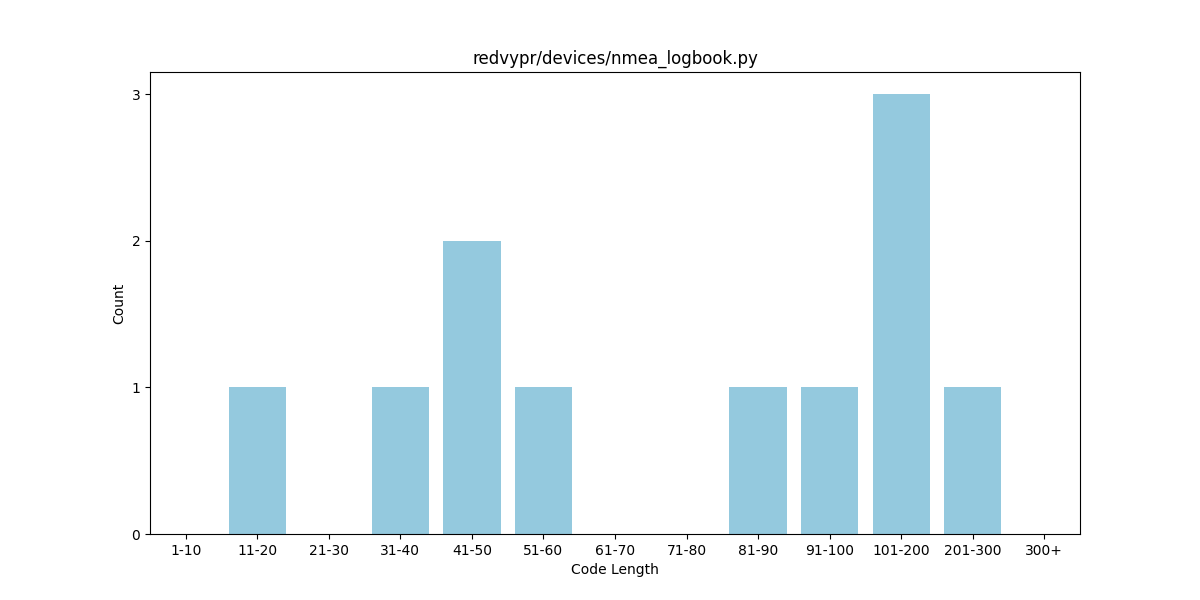 redvypr/devices/nmea_logbook.py
3
2
1
0
Count
1-10 11-20 21-30 31-40 41-50 51-60 61-70 71-80 81-90 91-100 101-200 201-300 300+
Code Length